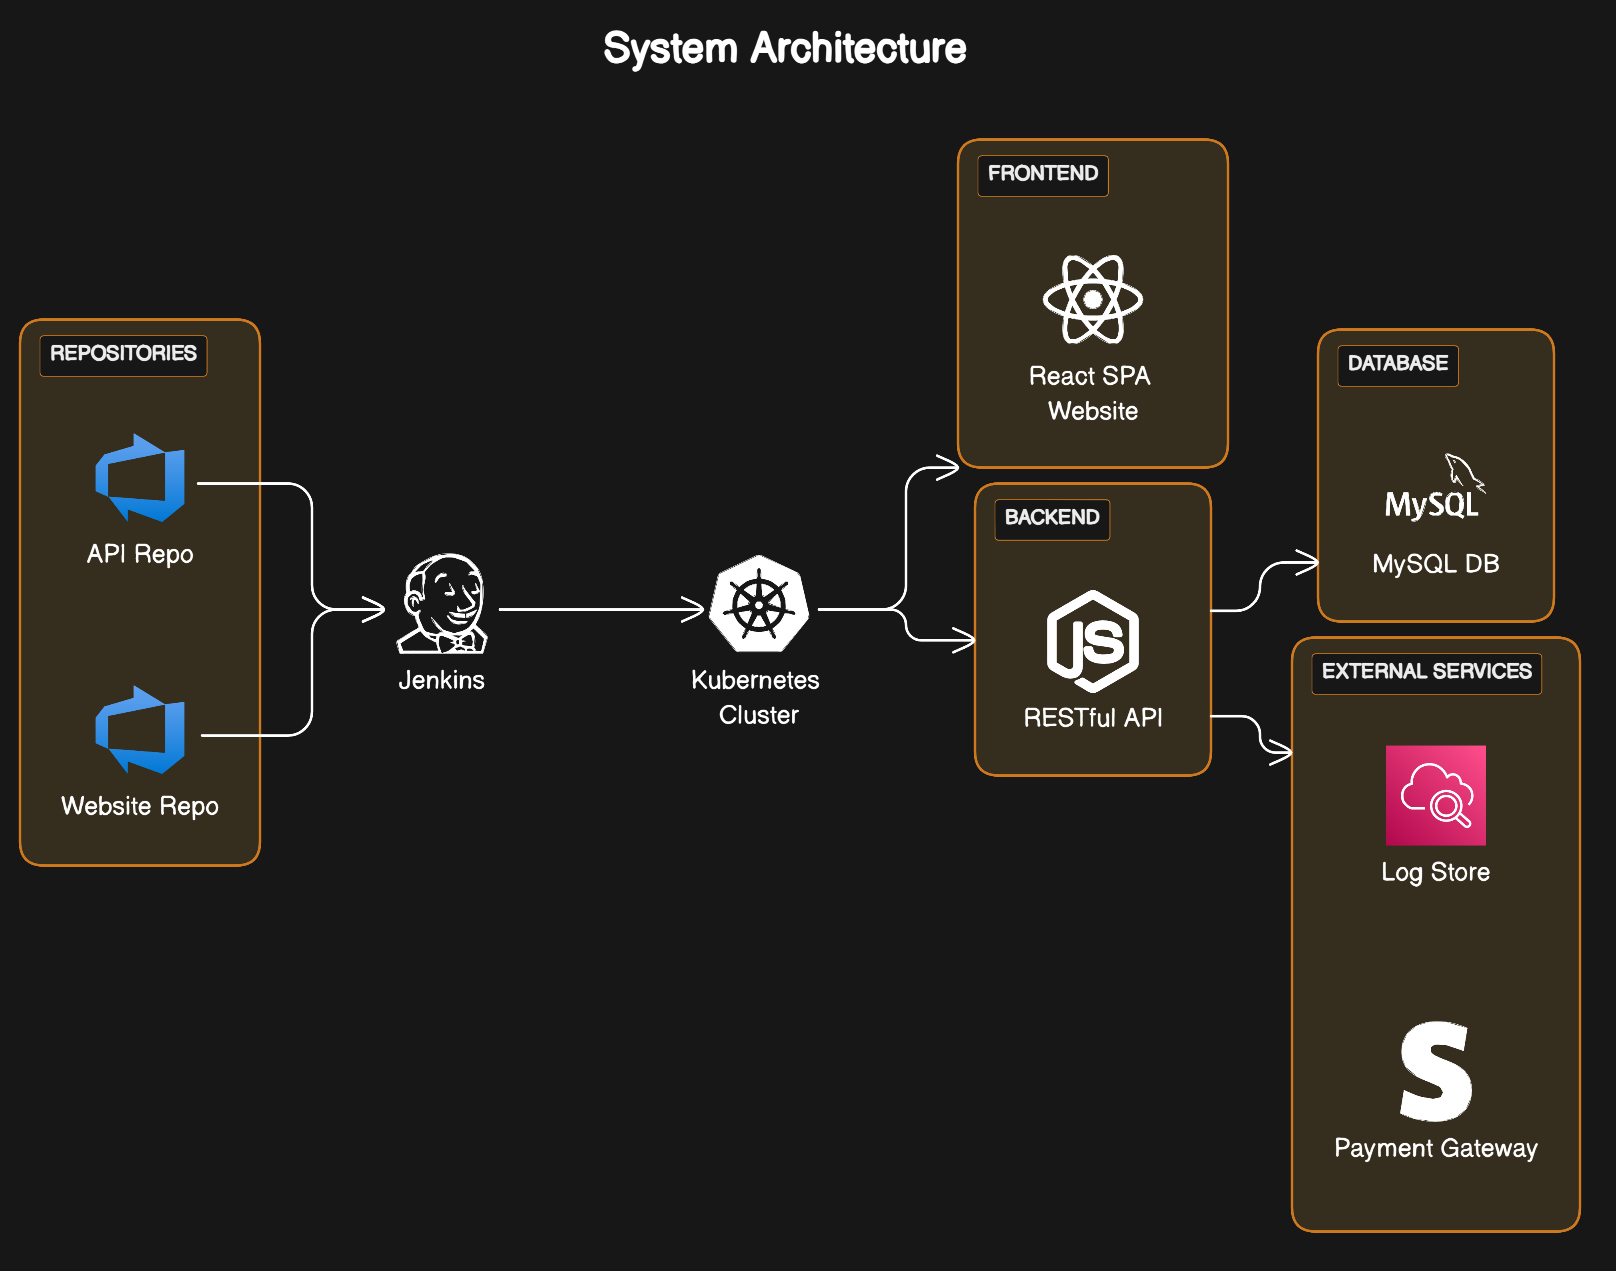 System Architecture
FRONTEND
React SPA
Website
REPOSITORIES
API Repo
Website Repo
Jenkins
Kubernetes
Cluster
BACKEND
JS
RESTful API
DATABASE
MySQL
MySQL DB
EXTERNAL SERVICES
Log Store
S
Payment Gateway